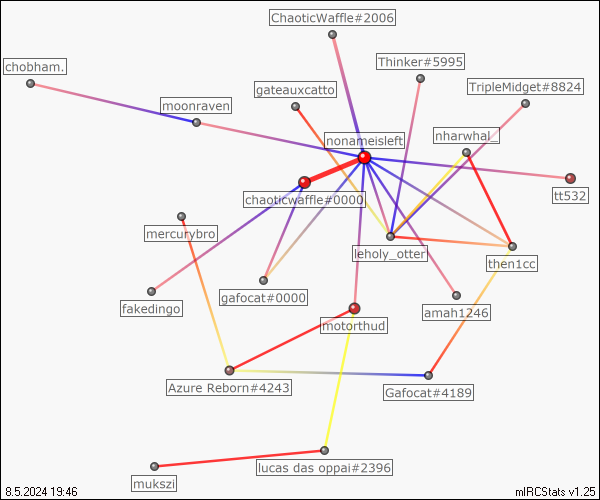 ChaoticWaffle#2006
chobham.
Thinker#5995
gateauxcatto
TripleMidget#8824
moonraven
nonameisleft
nharwhal_
chaoticwaffle#0000
tt532
mercurybro
leholy_otter
then1cc
gafocat#0000
fakedingo
amah1246
motorthud
Azure Reborn#4243
Gafocat#4189
lucas das oppai#2396
mukszi
8.5.2024 19:46
mIRCStats v1.25